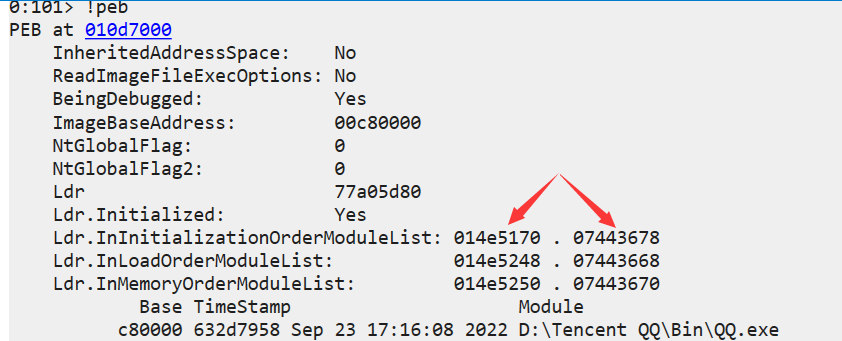 0:101> !peb
PEB at 010d7000
InheritedAddressSpace: No
ReadImageFileExecOptions: No
BeingDebugged: Yes
ImageBaseAddress: 00c80000
NtGlobalFlag: 0
NtGlobalFlag2: 0
Ldr 77a05d80
Ldr.Initialized: Yes
Ldr.InInitializationOrderModuleList: 014e5170 . 07443678
Ldr.InLoadOrderModuleList: 014e5248 . 07443668
Ldr.InMemoryOrderModuleList: 014e5250 . 07443670
Base TimeStamp Module
c80000 632d7958 Sep 23 17:16:08 2022 D:\Tencent QQ\Bin\QQ.exe